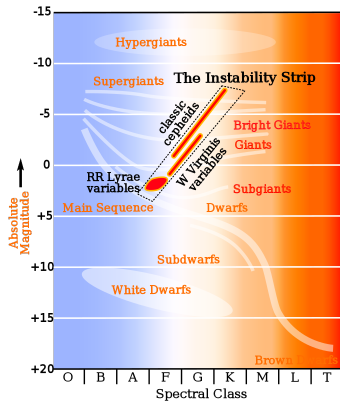 -15
Hypergiants
-10
Supergiants
The Instability Strip
classic
cepheids
-5
Bright Giants
Giants
W Virginis
variables
0
RR Lyrae
variables
Subgiants
Absolute
Magnitude
Main Sequence
Dwarfs
+5
Subdwarfs
+10
White Dwarfs
+15
Brown Dwarfs
+20
O B A F G K M L T
Spectral Class